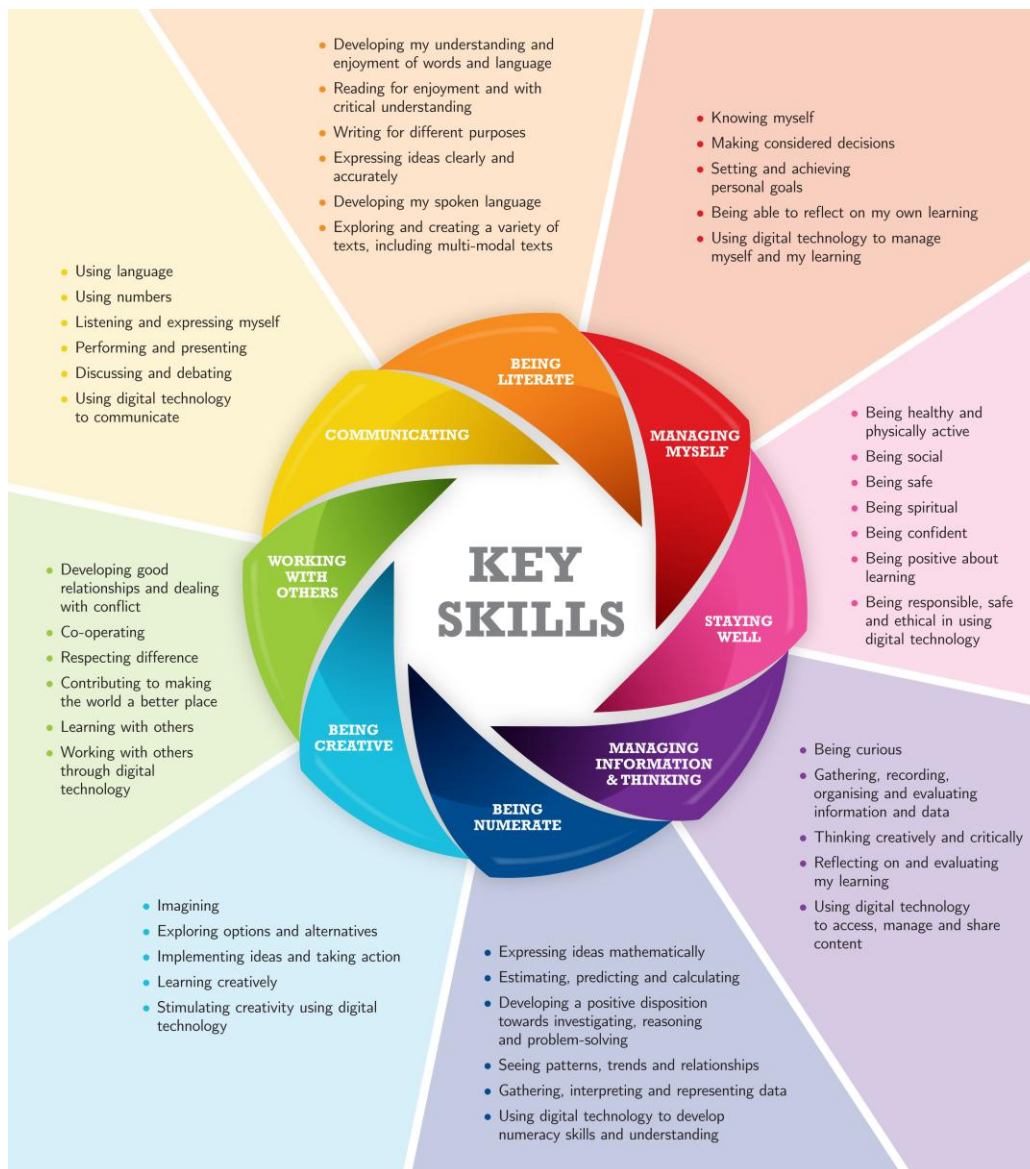 • Developing my understanding and
enjoyment of words and language
• Reading for enjoyment and with
critical understanding
• Writing for different purposes
• Expressing ideas clearly and
accurately
• Developing my spoken language
• Exploring and creating a variety of
texts, including multi-modal texts
• Knowing myself
• Making considered decisions
• Setting and achieving
personal goals
• Being able to reflect on my own learning
• Using digital technology to manage
myself and my learning
• Using language
• Using numbers
• Listening and expressing myself
• Performing and presenting
• Discussing and debating
• Using digital technology
to communicate
BEING
LITERATE
COMMUNICATING
MANAGING
MYSELF
• Being healthy and
physically active
• Being social
• Being safe
• Being spiritual
• Being confident
• Being positive about
learning
• Being responsible, safe
and ethical in using
digital technology
WORKING
WITH
OTHERS
KEY
SKILLS
STAYING
WELL
• Developing good
relationships and dealing
with conflict
• Co-operating
• Respecting difference
• Contributing to making
the world a better place
• Learning with others
• Working with others
through digital
technology
BEING
CREATIVE
MANAGING
INFORMATION
& THINKING
BEING
NUMERATE
• Being curious
• Gathering, recording,
organising and evaluating
information and data
• Thinking creatively and critically
• Reflecting on and evaluating
my learning
• Using digital technology
to access, manage and share
content
• Imagining
• Exploring options and alternatives
• Implementing ideas and taking action
• Learning creatively
• Stimulating creativity using digital
technology
• Expressing ideas mathematically
• Estimating, predicting and calculating
• Developing a positive disposition
towards investigating, reasoning
and problem-solving
• Seeing patterns, trends and relationships
• Gathering, interpreting and representing data
• Using digital technology to develop
numeracy skills and understanding